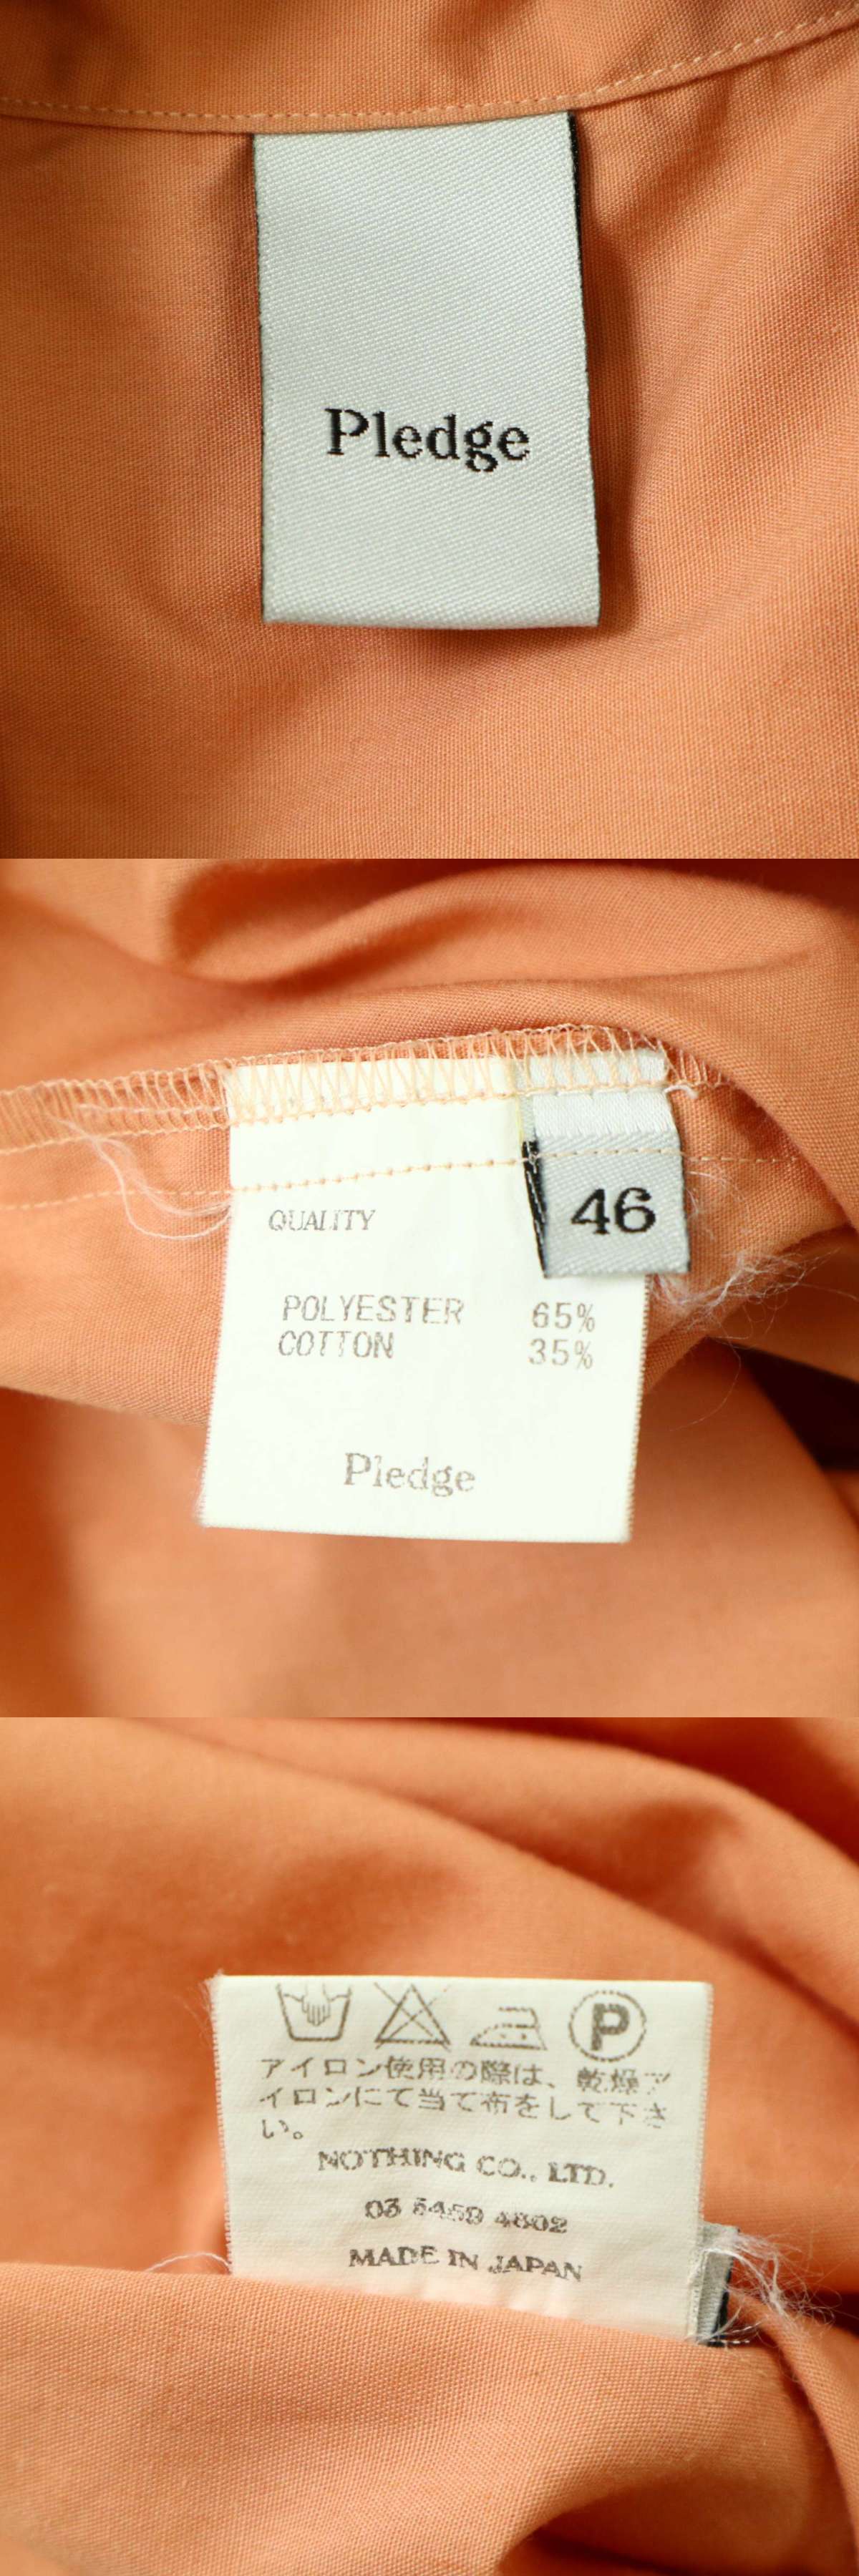 Pledge
46
QUALITY
POLYESTER 65%
COTTON 35%
Pledge
P
アイロン使用の際は、乾燥ア
イロンにて当て布をして下さ
い。
NOTHING CO., LTD.
03 5459 4802
MADE IN JAPAN